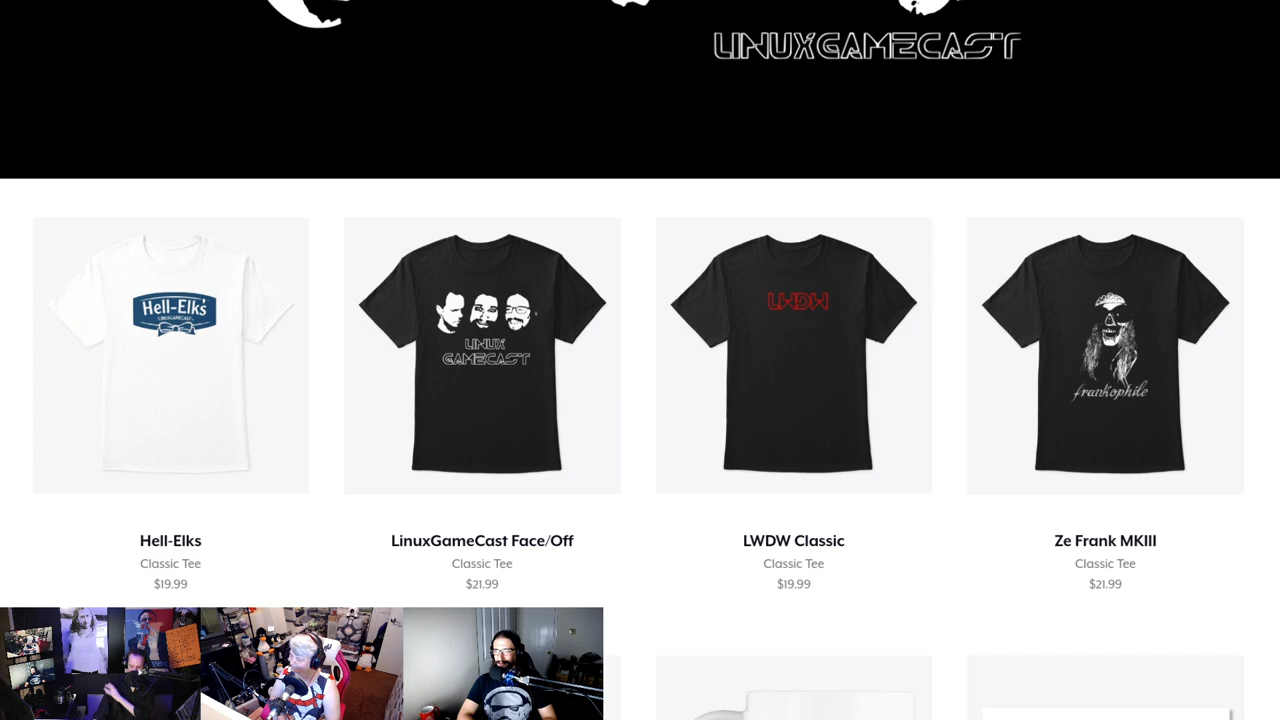 LINUXGAMECAST
Hell-Elks
LINUXGAMECAST
LINUX
GAMECAST
LWDW
frankophile
Hell-Elks
LinuxGameCast Face/Off
LWDW Classic
Ze Frank MKIII
Classic Tee
Classic Tee
Classic Tee
Classic Tee
$19.99
$21.99
$19.99
$21.99